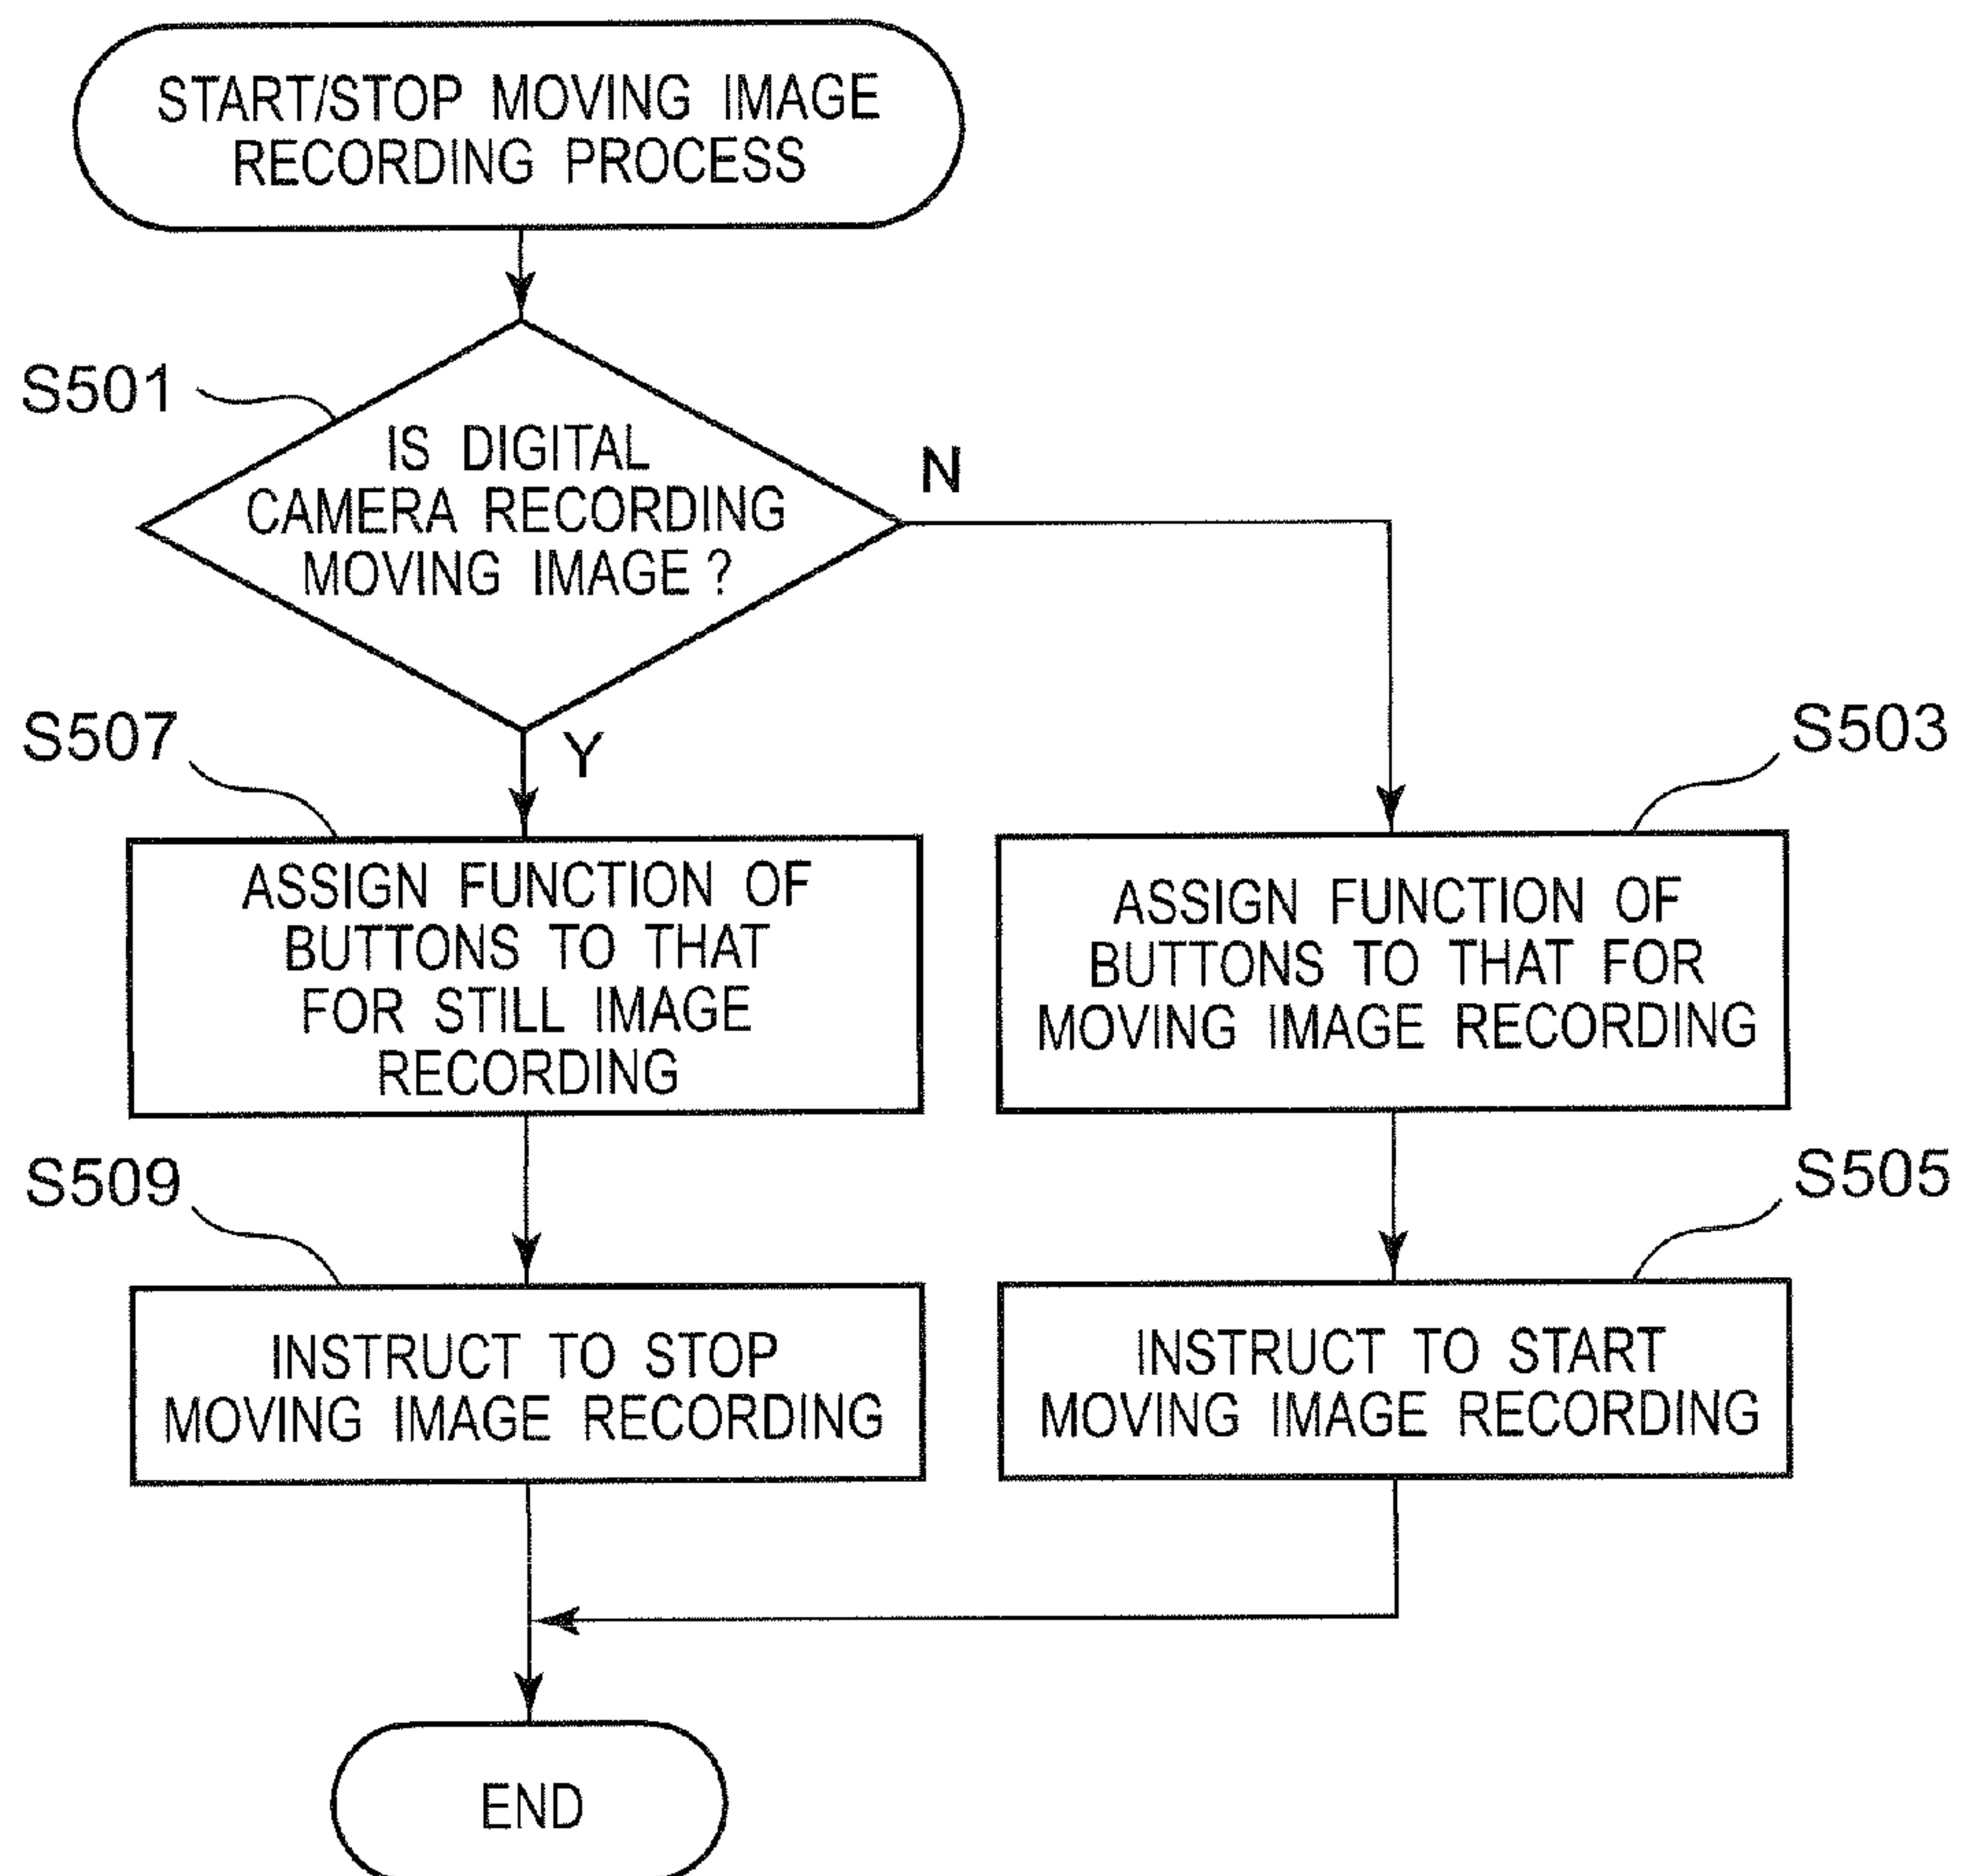 START/STOP MOVING IMAGE
RECORDING PROCESS
S501
IS DIGITAL
CAMERA RECORDING
MOVING IMAGE ?
N
Y
S507
ASSIGN FUNCTION OF
BUTTONS TO THAT
FOR STILL IMAGE
RECORDING
S503
ASSIGN FUNCTION OF
BUTTONS TO THAT FOR
MOVING IMAGE RECORDING
S509
INSTRUCT TO STOP
MOVING IMAGE RECORDING
S505
INSTRUCT TO START
MOVING IMAGE RECORDING
END